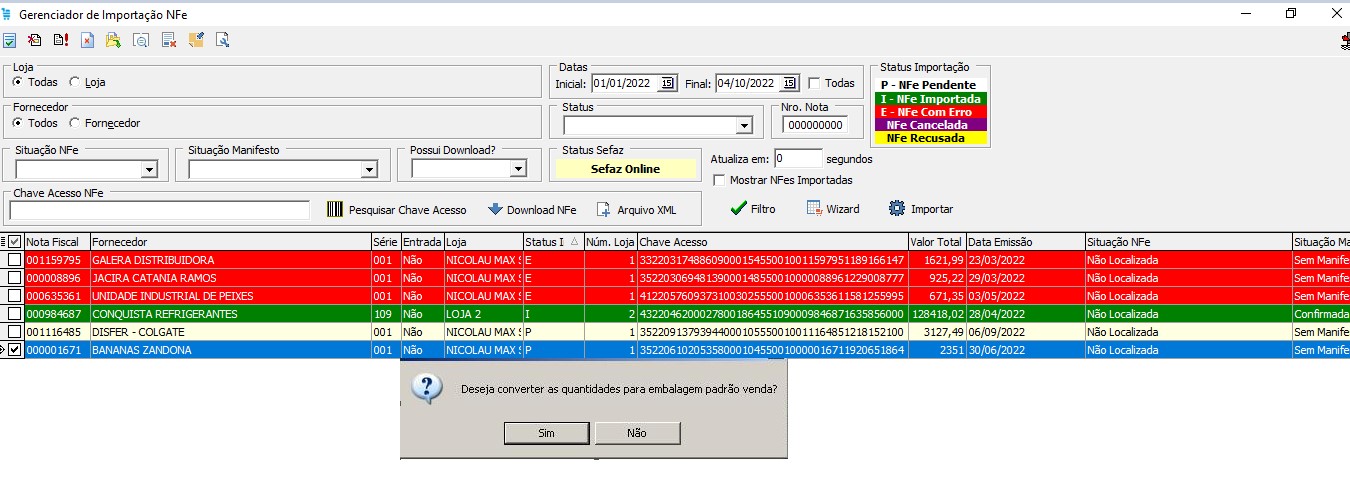 Gerenciador de Importação NFe
Loja
Todas Loja
Datas
Inicial: 01/01/2022 15 Final: 04/10/2022 15 Todas
Status Importação
P - NFe Pendente
I - NFe Importada
E - NFe Com Erro
NFe Cancelada
NFe Recusada
Fornecedor
Todos Fornecedor
Status
Nro. Nota
000000000
Situação NFe
Situação Manifesto
Possui Download?
Status Sefaz
Sefaz Online
Atualiza em: 0 segundos
Mostrar NFes Importadas
Chave Acesso NFe
Pesquisar Chave Acesso Download NFe Arquivo XML Filtro Wizard Importar
Nota Fiscal Fornecedor Série Entrada Loja Status I Núm. Loja Chave Acesso Valor Total Data Emissão Situação NFe Situação Ma
001159795 GALERA DISTRIBUIDORA 001 Não NICOLAU MAX S E 1 33220317488609000154550010011597951189166147 1621,99 23/03/2022 Não Localizada Sem Manife
000008896 JACIRA CATANIA RAMOS 001 Não NICOLAU MAX S E 1 35220306948139000148550010000088961229008777 925,22 29/03/2022 Não Localizada Sem Manife
000635361 UNIDADE INDUSTRIAL DE PEIXES 001 Não NICOLAU MAX S E 1 41220576093731003025550010006353611581255995 671,35 03/05/2022 Não Localizada Sem Manife
000984687 CONQUISTA REFRIGERANTES 109 Não LOJA 2 I 2 43220462000278001864551090009846871635856000 128418,02 28/04/2022 Não Localizada Confirmada
001116485 DISFER - COLGATE 001 Não NICOLAU MAX S P 1 35220913793944000105550010011164851218152100 3127,49 06/09/2022 Não Localizada Sem Manife
000001671 BANANAS ZANDONA 001 Não NICOLAU MAX S P 1 35220610205358000104550010000016711920651864 2351 30/06/2022 Não Localizada Sem Manife
Deseja converter as quantidades para embalagem padrão venda?
Sim Não